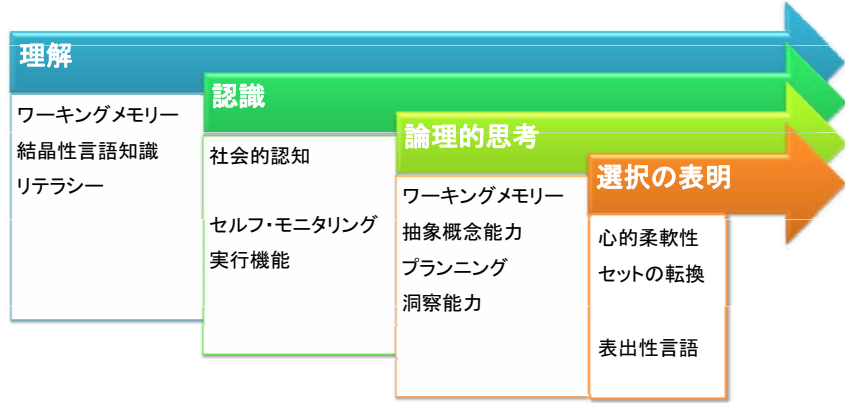 理解
ワーキングメモリー
結晶性言語知識
リテラシー
認識
社会的認知
セルフ・モニタリング
実行機能
論理的思考
ワーキングメモリー
抽象概念能力
プランニング
洞察能力
選択の表明
心的柔軟性
セットの転換
表出性言語